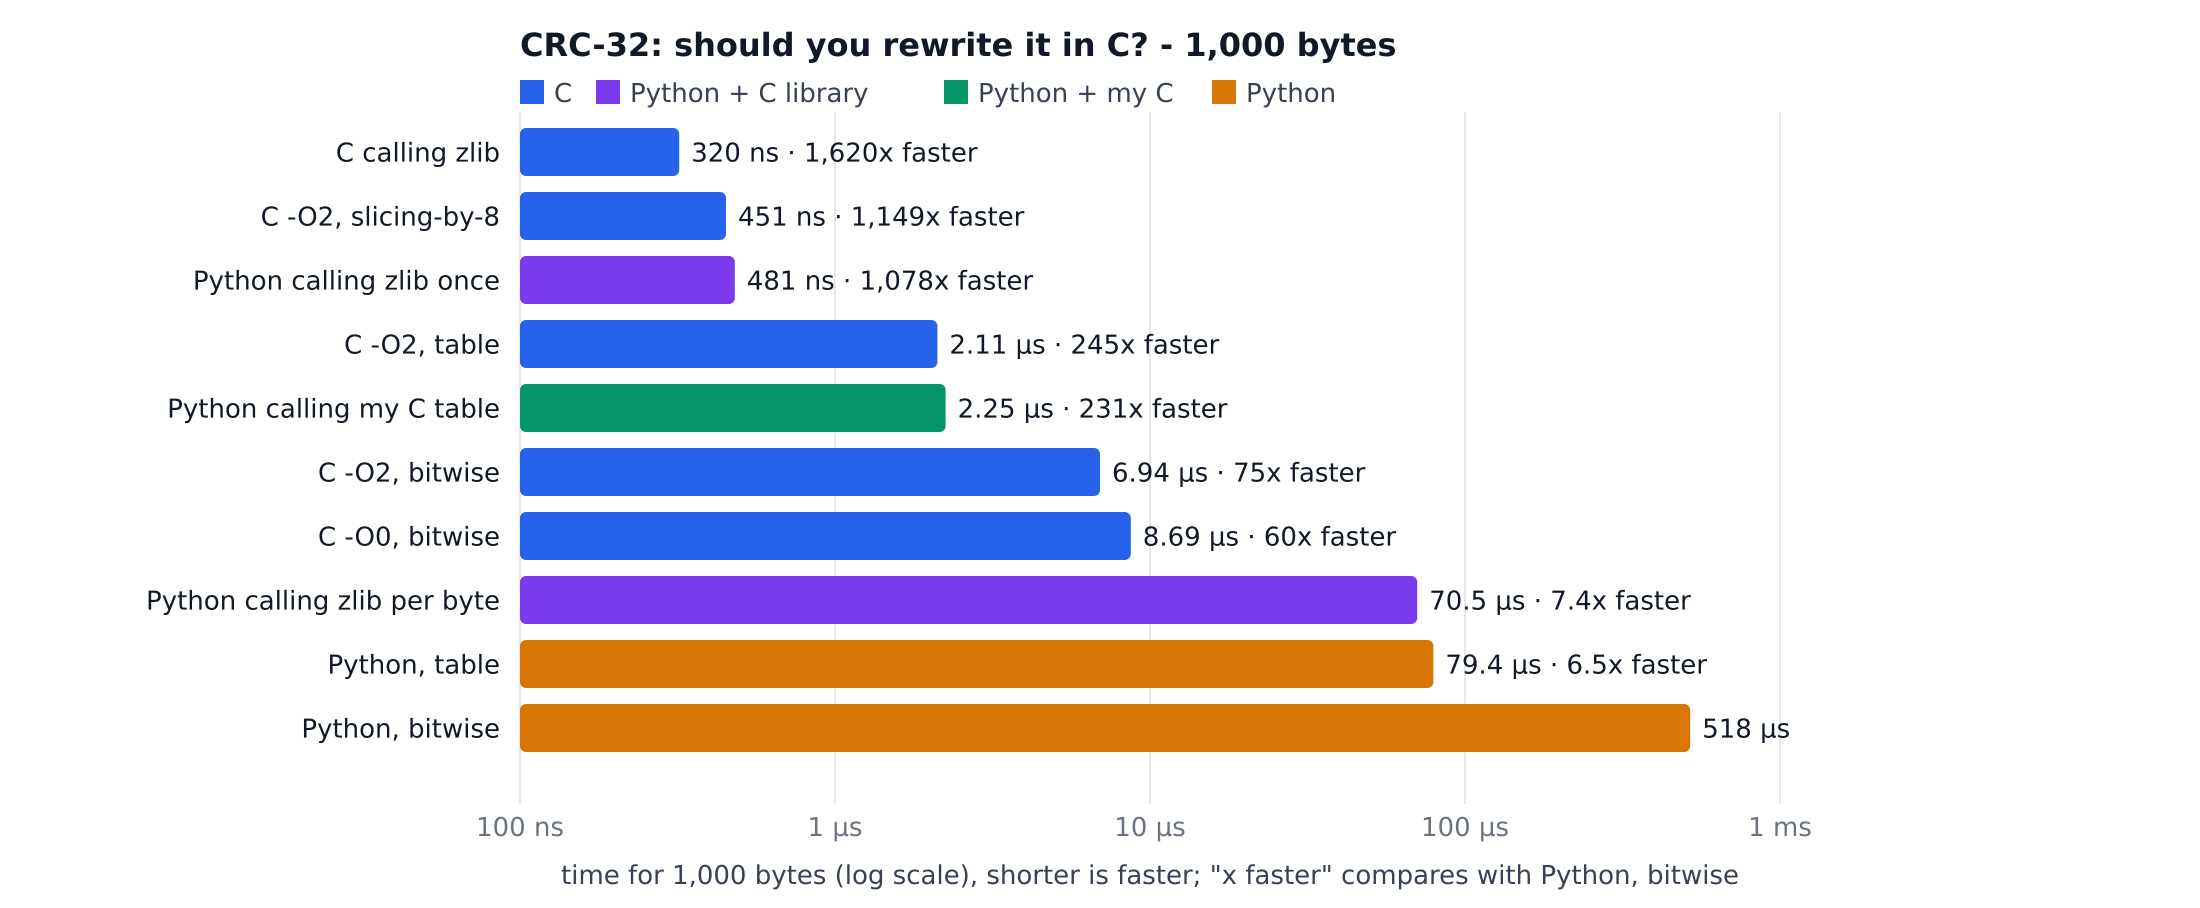 CRC-32: should you rewrite it in C? - 1,000 bytes
C Python + C library Python + my C Python
C calling zlib 320 ns · 1,620x faster
C -O2, slicing-by-8 451 ns · 1,149x faster
Python calling zlib once 481 ns · 1,078x faster
C -O2, table 2.11 µs · 245x faster
Python calling my C table 2.25 µs · 231x faster
C -O2, bitwise 6.94 µs · 75x faster
C -O0, bitwise 8.69 µs · 60x faster
Python calling zlib per byte 70.5 µs · 7.4x faster
Python, table 79.4 µs · 6.5x faster
Python, bitwise 518 µs
100 ns 1 µs 10 µs 100 µs 1 ms
time for 1,000 bytes (log scale), shorter is faster; "x faster" compares with Python, bitwise